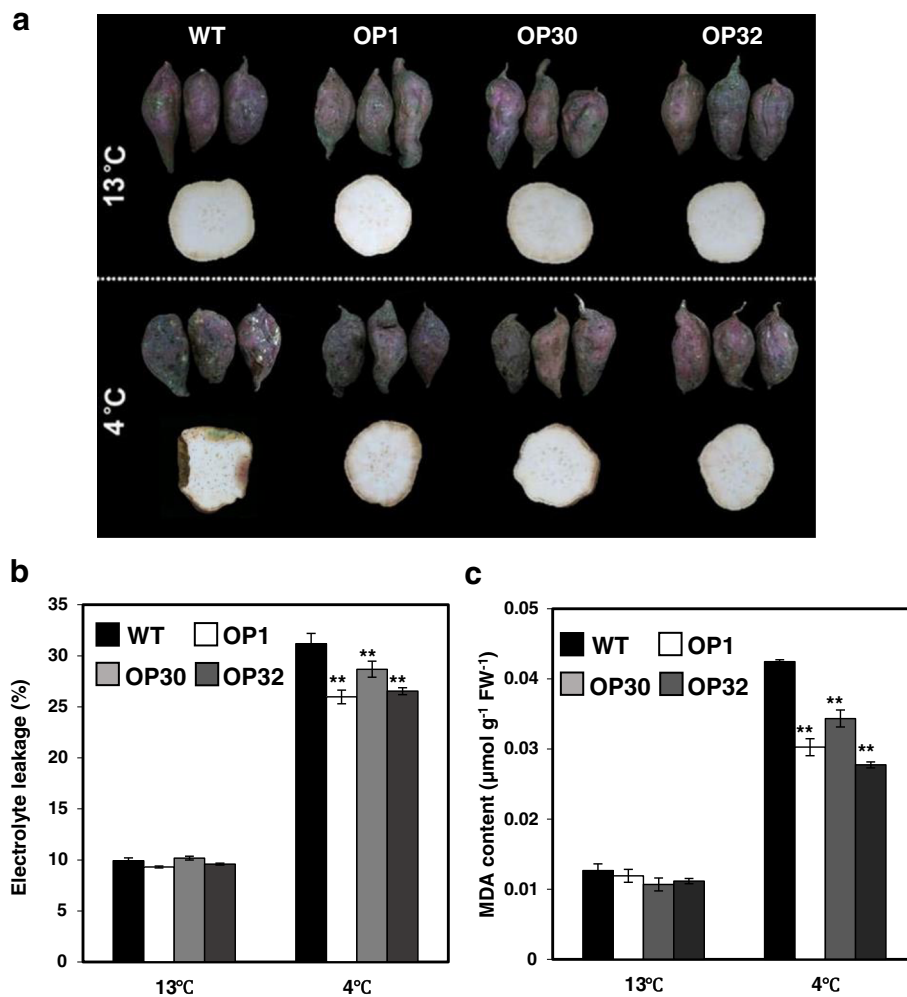 a
WT OP1 OP30 OP32
13℃
4℃
b
Electrolyte leakage (%)
35
30
25
20
15
10
5
0
WT OP1
OP30 OP32
** ** **
13℃ 4℃
c
MDA content (µmol g⁻¹ FW⁻¹)
0.05
0.04
0.03
0.02
0.01
0
WT OP1
OP30 OP32
** ** **
13℃ 4℃